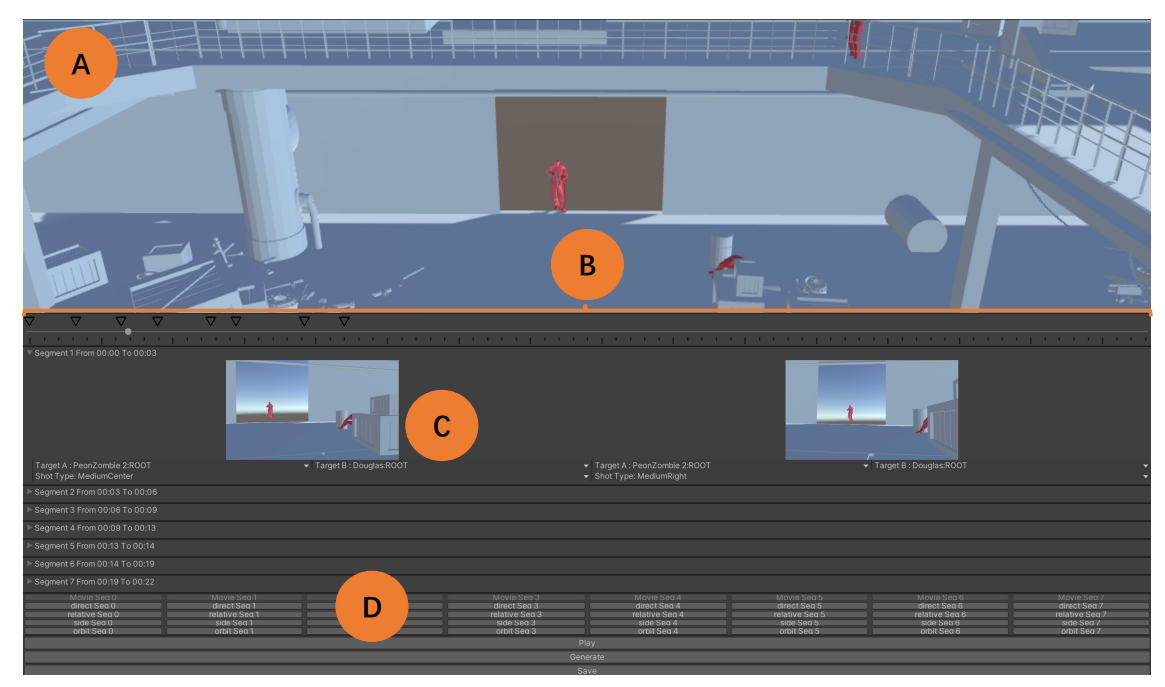 A
B
Segment 1 From 00:00 To 00:03
C
Target A : PeonZombie 2:ROOT Target B : Douglas:ROOT Target A : PeonZombie 2:ROOT Target B : Douglas:ROOT
Shot Type: MediumCenter Shot Type: MediumRight
Segment 2 From 00:03 To 00:06
Segment 3 From 00:06 To 00:09
Segment 4 From 00:09 To 00:13
Segment 5 From 00:13 To 00:14
Segment 6 From 00:14 To 00:19
Segment 7 From 00:19 To 00:22
D
Movie Seq 0 Movie Seq 1 Movie Seq 3 Movie Seq 4 Movie Seq 5 Movie Seq 6 Movie Seq 7
direct Seq 0 direct Seq 1 direct Seq 3 direct Seq 4 direct Seq 5 direct Seq 6 direct Seq 7
relative Seq 0 relative Seq 1 relative Seq 3 relative Seq 4 relative Seq 5 relative Seq 6 relative Seq 7
side Seq 0 side Seq 1 side Seq 3 side Seq 4 side Seq 5 side Seq 6 side Seq 7
orbit Seq 0 orbit Seq 1 orbit Seq 3 orbit Seq 4 orbit Seq 5 orbit Seq 6 orbit Seq 7
Play
Generate
Save